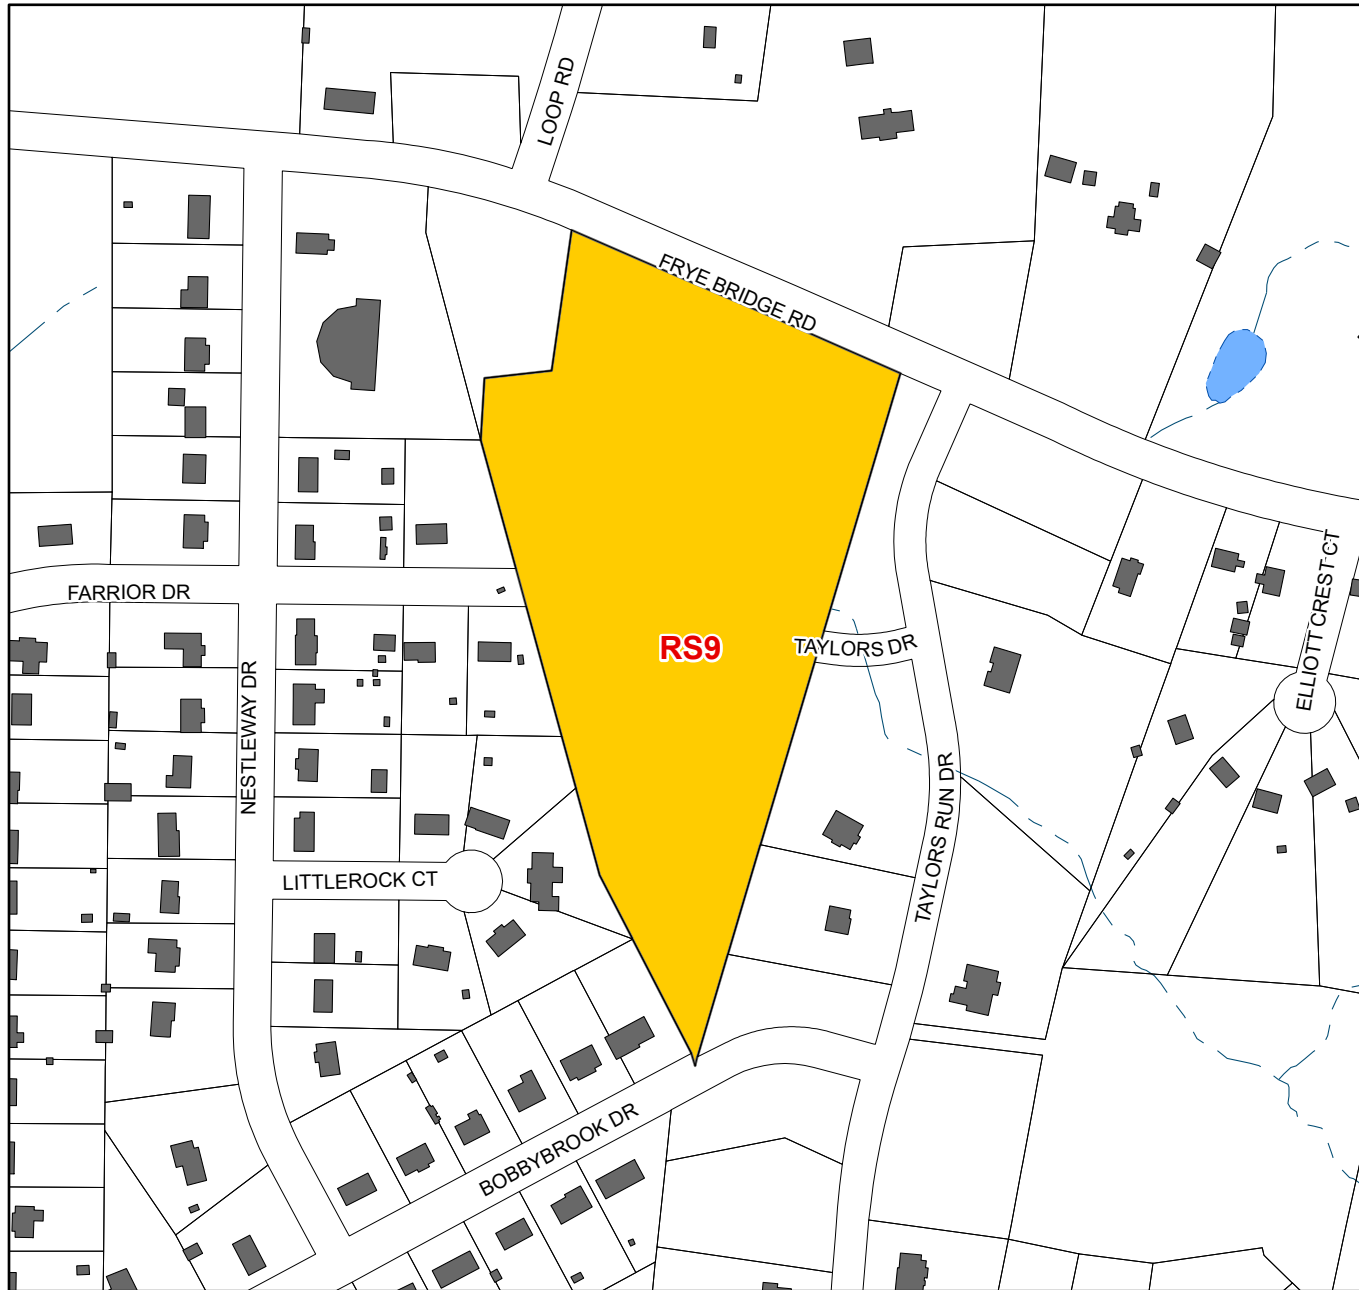 LOOP RD
FRYE BRIDGE RD
FARRIOR DR
RS9
TAYLORS DR
ELLIOTT CREST CT
NESTLEWAY DR
TAYLORS RUN DR
LITTLEROCK CT
BOBBYBROOK DR